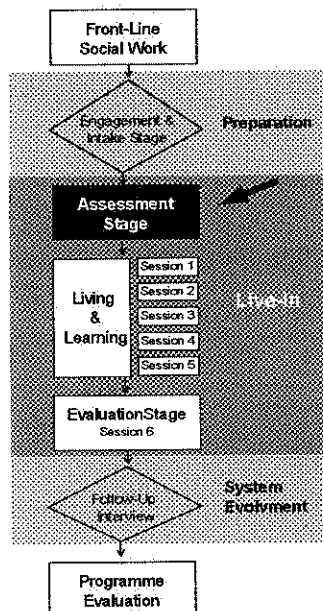 Front-Line
Social Work
Engagement &
Intake Stage
Preparation
Assessment
Stage
Living
&
Learning
Session 1
Session 2
Session 3
Session 4
Session 5
Live-In
EvaluationStage
Session 6
Follow-Up
Interview
System
Evolvment
Programme
Evaluation